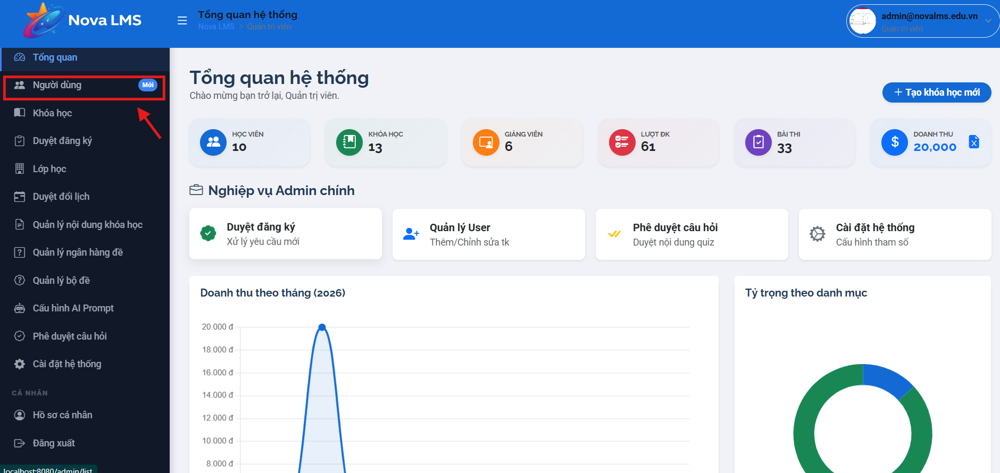 Nova LMS
Tổng quan hệ thống
Nova LMS > Quản trị viên
admin@novalms.edu.vn
Quản trị viên
Tổng quan
Người dùng Mới
Khóa học
Duyệt đăng ký
Lớp học
Duyệt đổi lịch
Quản lý nội dung khóa học
Quản lý ngân hàng đề
Quản lý bộ đề
Cấu hình AI Prompt
Phê duyệt câu hỏi
Cài đặt hệ thống
CÁ NHÂN
Hồ sơ cá nhân
Đăng xuất
localhost:8080/admin/list
Tổng quan hệ thống
Chào mừng bạn trở lại, Quản trị viên.
+ Tạo khóa học mới
HỌC VIÊN
10
KHÓA HỌC
13
GIẢNG VIÊN
6
LƯỢT ĐK
61
BÀI THI
33
DOANH THU
20,000
Nghiệp vụ Admin chính
Duyệt đăng ký
Xử lý yêu cầu mới
Quản lý User
Thêm/Chỉnh sửa tk
Phê duyệt câu hỏi
Duyệt nội dung quiz
Cài đặt hệ thống
Cấu hình tham số
Doanh thu theo tháng (2026)
20.000 đ
18.000 đ
16.000 đ
14.000 đ
12.000 đ
10.000 đ
8.000 đ
Tỷ trọng theo danh mục